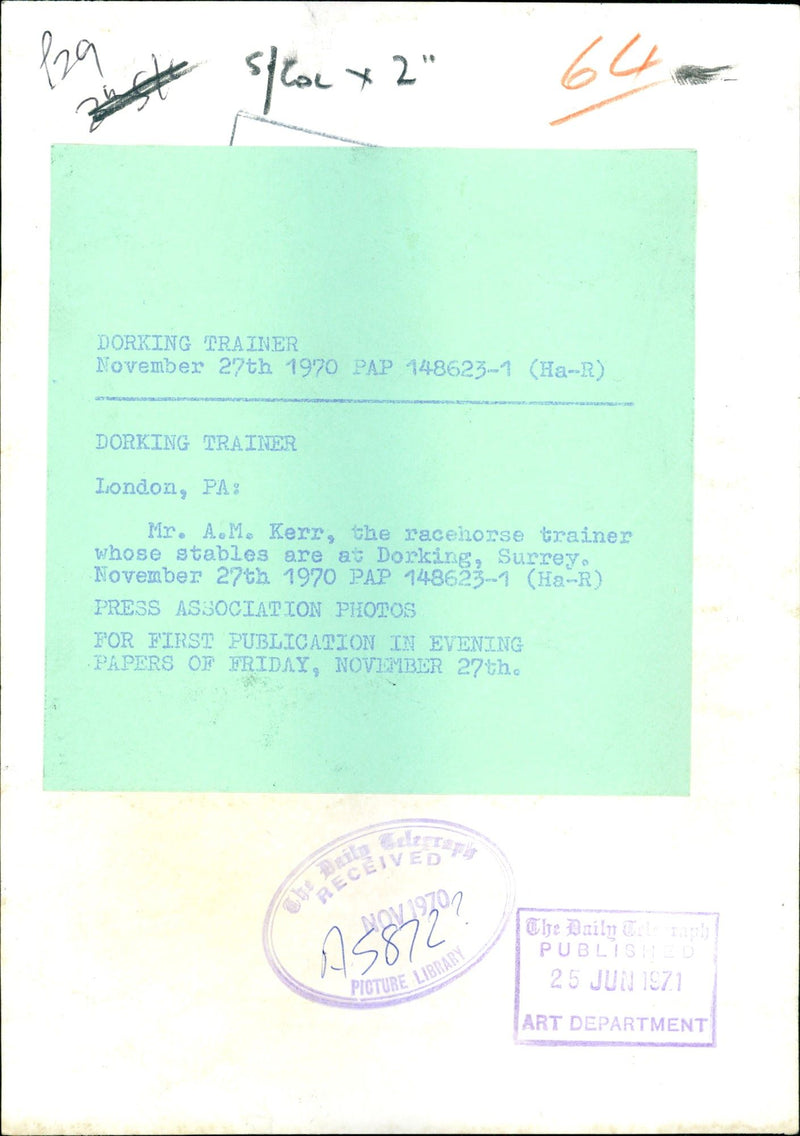 P29
S/Col x 2"
64
DORKING TRAINER
November 27th 1970 PAP 148623-1 (Ha-R)
DORKING TRAINER
London, PA:
Mr. A.M. Kerr, the racehorse trainer
whose stables are at Dorking, Surrey.
November 27th 1970 PAP 148623-1 (Ha-R)
PRESS ASSOCIATION PHOTOS
FOR FIRST PUBLICATION IN EVENING
PAPERS OF FRIDAY, NOVEMBER 27th.
The Daily Telegraph
RECEIVED
NOV 1970
A5872?
PICTURE LIBRARY
The Daily Telegraph
PUBLISHED
25 JUN 1971
ART DEPARTMENT